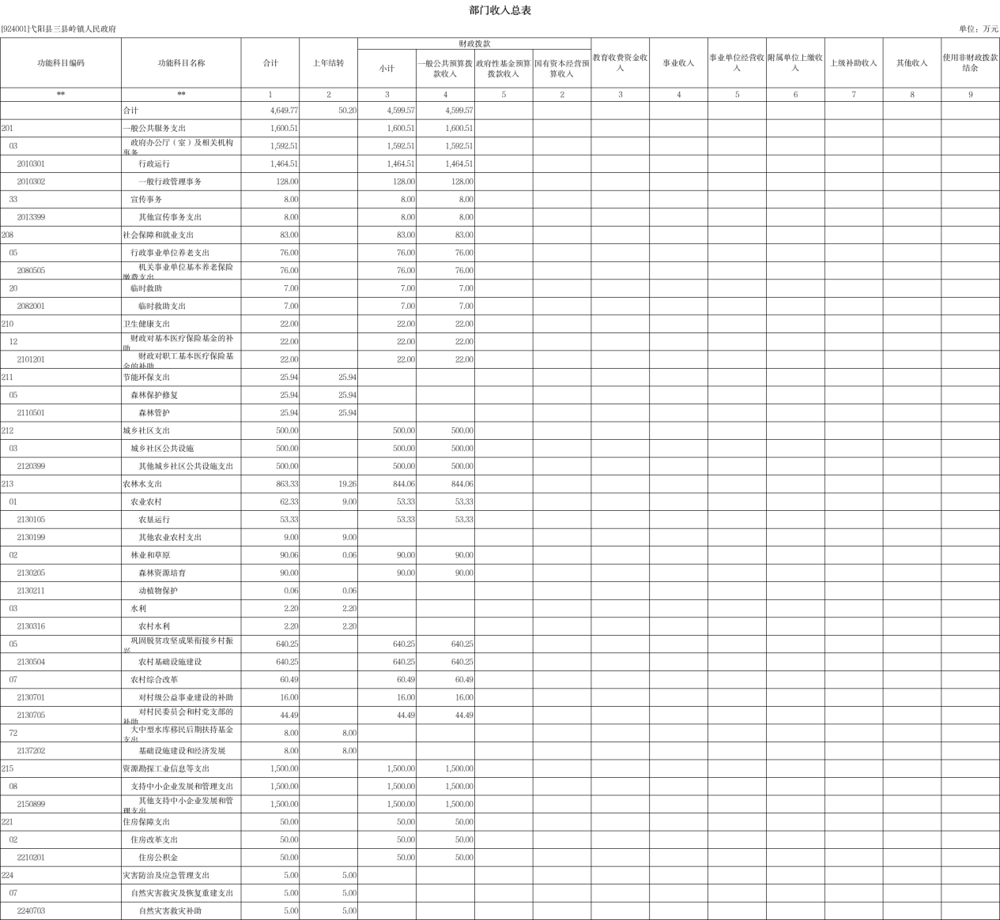 部门收入总表
[924001]弋阳县三县岭镇人民政府 单位：万元
功能科目编码 功能科目名称 合计 上年结转 财政拨款 教育收费资金收入 事业收入 事业单位经营收入 附属单位上缴收入 上级补助收入 其他收入 使用非财政拨款结余
小计 一般公共预算拨款收入 政府性基金预算拨款收入 国有资本经营预算收入
** ** 1 2 3 4 5 2 3 4 5 6 7 8 9
合计 4,649.77 50.20 4,599.57 4,599.57
201 一般公共服务支出 1,600.51 1,600.51 1,600.51
03 政府办公厅（室）及相关机构事务 1,592.51 1,592.51 1,592.51
2010301 行政运行 1,464.51 1,464.51 1,464.51
2010302 一般行政管理事务 128.00 128.00 128.00
33 宣传事务 8.00 8.00 8.00
2013399 其他宣传事务支出 8.00 8.00 8.00
208 社会保障和就业支出 83.00 83.00 83.00
05 行政事业单位养老支出 76.00 76.00 76.00
2080505 机关事业单位基本养老保险缴费支出 76.00 76.00 76.00
20 临时救助 7.00 7.00 7.00
2082001 临时救助支出 7.00 7.00 7.00
210 卫生健康支出 22.00 22.00 22.00
12 财政对基本医疗保险基金的补助 22.00 22.00 22.00
2101201 财政对职工基本医疗保险基金的补助 22.00 22.00 22.00
211 节能环保支出 25.94 25.94
05 森林保护修复 25.94 25.94
2110501 森林管护 25.94 25.94
212 城乡社区支出 500.00 500.00 500.00
03 城乡社区公共设施 500.00 500.00 500.00
2120399 其他城乡社区公共设施支出 500.00 500.00 500.00
213 农林水支出 863.33 19.26 844.06 844.06
01 农业农村 62.33 9.00 53.33 53.33
2130105 农垦运行 53.33 53.33 53.33
2130199 其他农业农村支出 9.00 9.00
02 林业和草原 90.06 0.06 90.00 90.00
2130205 森林资源培育 90.00 90.00 90.00
2130211 动植物保护 0.06 0.06
03 水利 2.20 2.20
2130316 农村水利 2.20 2.20
05 巩固脱贫攻坚成果衔接乡村振兴 640.25 640.25 640.25
2130504 农村基础设施建设 640.25 640.25 640.25
07 农村综合改革 60.49 60.49 60.49
2130701 对村级公益事业建设的补助 16.00 16.00 16.00
2130705 对村民委员会和村党支部的补助 44.49 44.49 44.49
72 大中型水库移民后期扶持基金支出 8.00 8.00
2137202 基础设施建设和经济发展 8.00 8.00
215 资源勘探工业信息等支出 1,500.00 1,500.00 1,500.00
08 支持中小企业发展和管理支出 1,500.00 1,500.00 1,500.00
2150899 其他支持中小企业发展和管理支出 1,500.00 1,500.00 1,500.00
221 住房保障支出 50.00 50.00 50.00
02 住房改革支出 50.00 50.00 50.00
2210201 住房公积金 50.00 50.00 50.00
224 灾害防治及应急管理支出 5.00 5.00
07 自然灾害救灾及恢复重建支出 5.00 5.00
2240703 自然灾害救灾补助 5.00 5.00